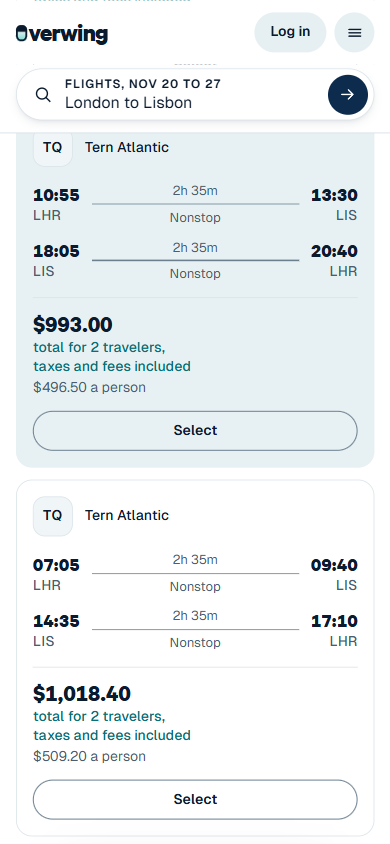 Overwing
Log in
FLIGHTS, NOV 20 TO 27
London to Lisbon
TQ
Tern Atlantic
10:55
2h 35m
13:30
LHR
Nonstop
LIS
18:05
2h 35m
20:40
LIS
Nonstop
LHR
$993.00
total for 2 travelers,
taxes and fees included
$496.50 a person
Select
TQ
Tern Atlantic
07:05
2h 35m
09:40
LHR
Nonstop
LIS
14:35
2h 35m
17:10
LIS
Nonstop
LHR
$1,018.40
total for 2 travelers,
taxes and fees included
$509.20 a person
Select